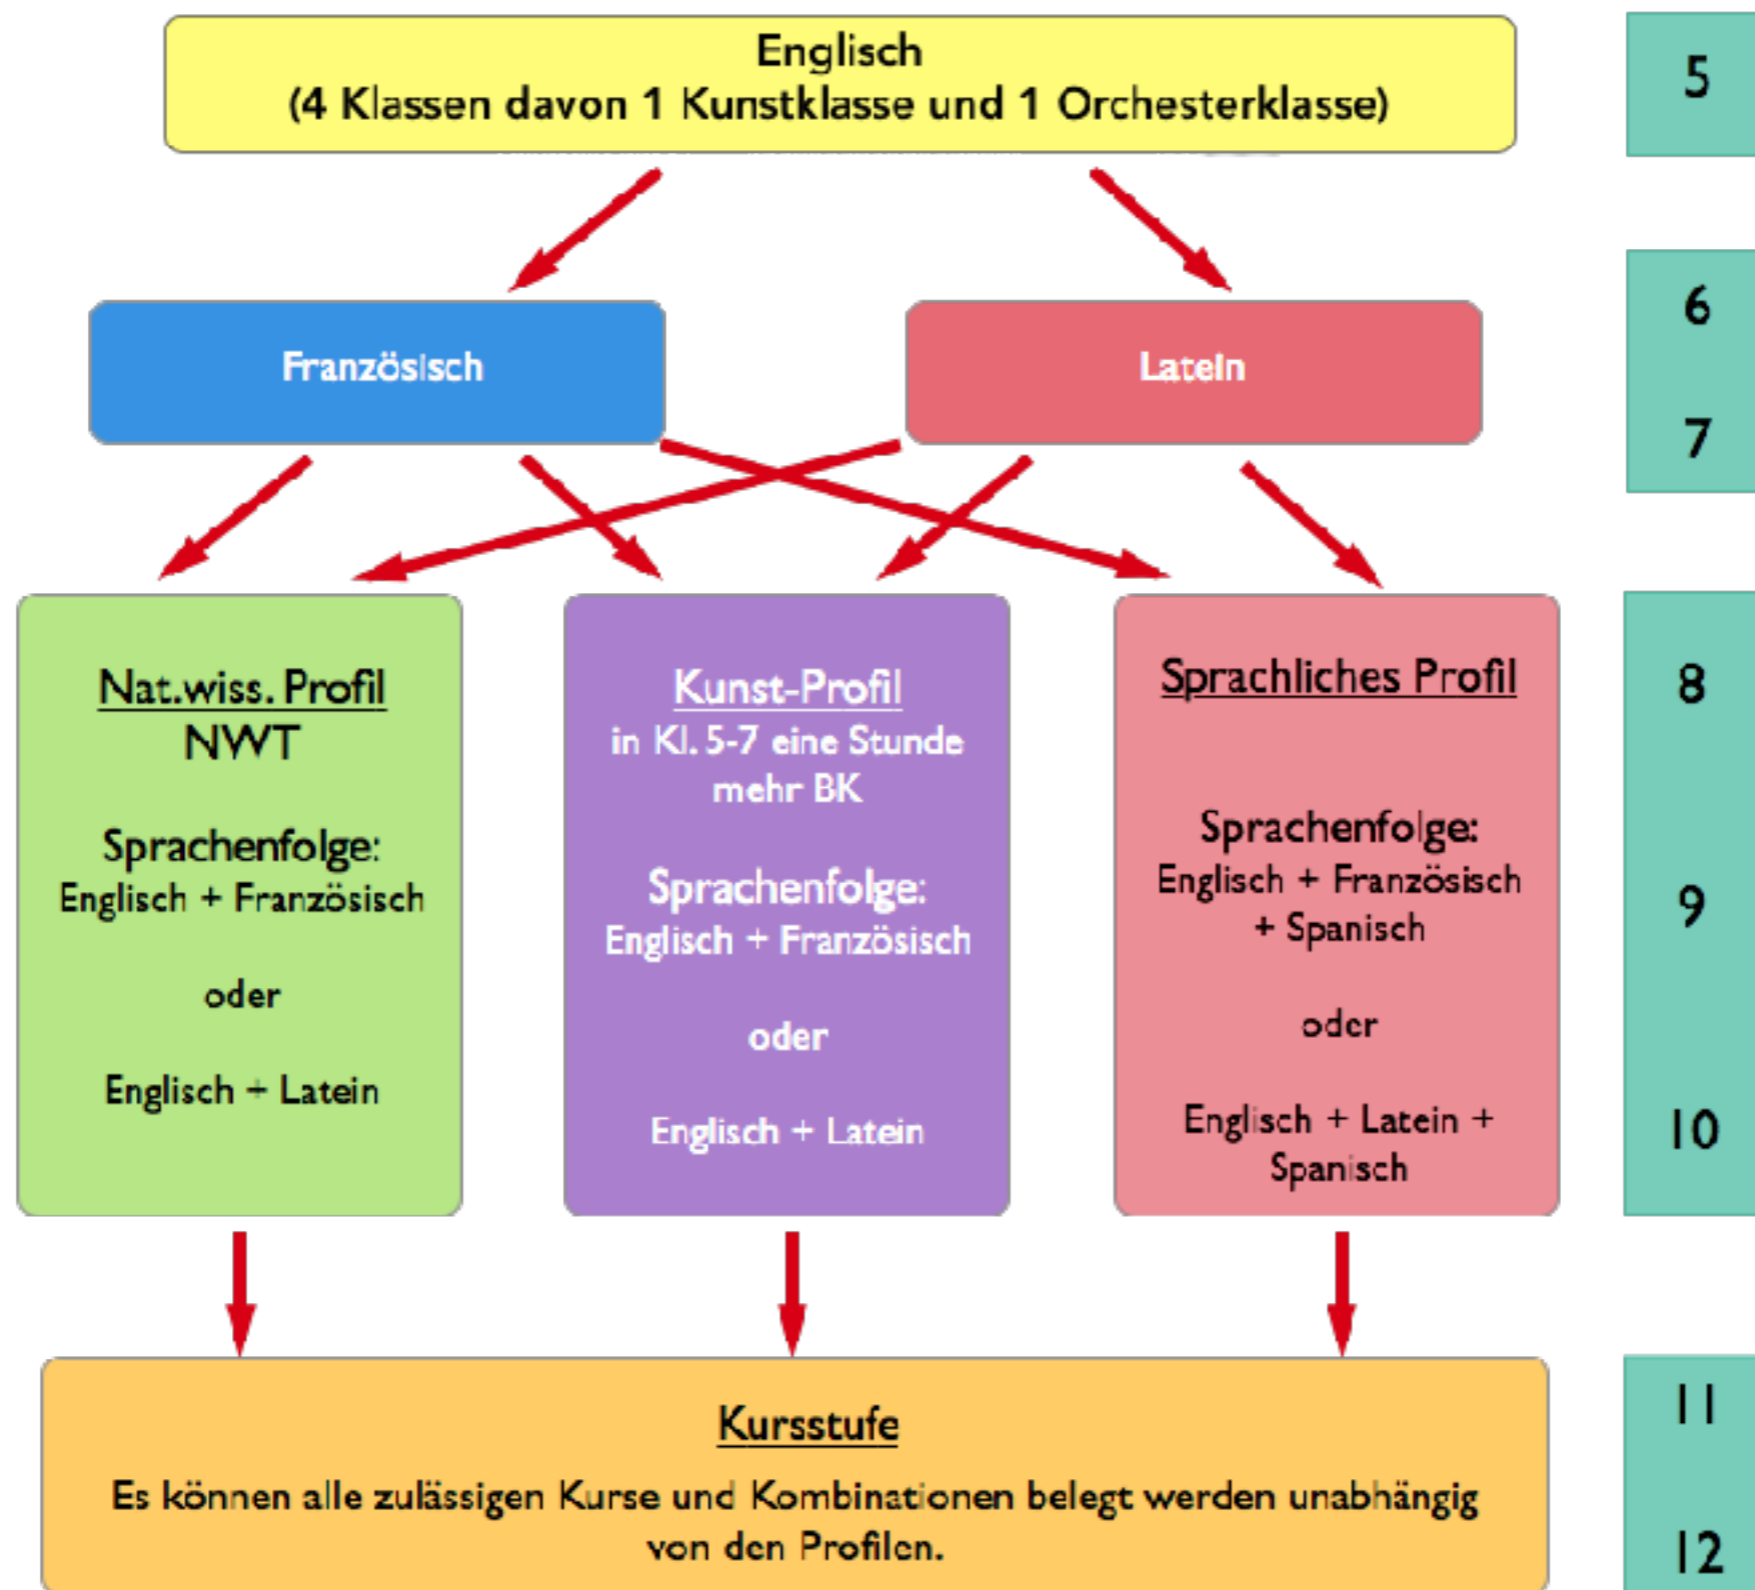 Englisch
(4 Klassen davon 1 Kunstklasse und 1 Orchesterklasse)
5
Französisch
Latein
6
7
Nat.wiss. Profil
NWT
Sprachenfolge:
Englisch + Französisch
oder
Englisch + Latein
Kunst-Profil
in Kl. 5-7 eine Stunde
mehr BK
Sprachenfolge:
Englisch + Französisch
oder
Englisch + Latein
Sprachliches Profil
Sprachenfolge:
Englisch + Französisch
+ Spanisch
oder
Englisch + Latein +
Spanisch
8
9
10
Kursstufe
Es können alle zulässigen Kurse und Kombinationen belegt werden unabhängig
von den Profilen.
11
12